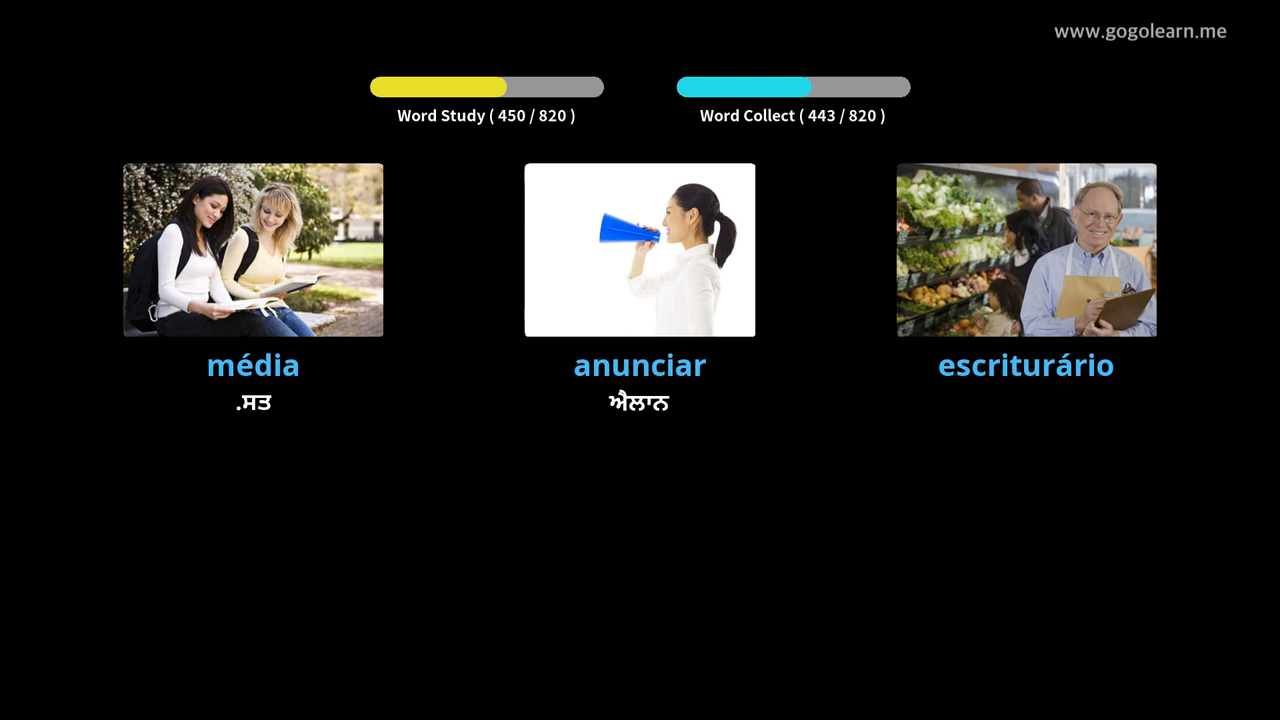 www.gogolearn.me
Word Study ( 450 / 820 )
Word Collect ( 443 / 820 )
média
anunciar
escriturário
.ਸਤ
ਐਲਾਨ